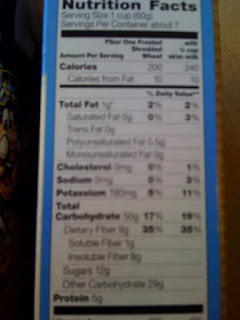 Nutrition Facts
Serving Size 1 cup (60g)
Servings Per Container about 7
Fiber One Frosted with
Shredded ½ cup
Amount Per Serving Wheat skim milk
Calories 200 240
Calories from Fat 10 10
% Daily Value**
Total Fat 1g* 2% 2%
Saturated Fat 0g 0% 3%
Trans Fat 0g
Polyunsaturated Fat 0.5g
Monounsaturated Fat 0g
Cholesterol 0mg 0% 1%
Sodium 0mg 0% 3%
Potassium 190mg 5% 11%
Total
Carbohydrate 50g 17% 19%
Dietary Fiber 9g 35% 35%
Soluble Fiber 1g
Insoluble Fiber 8g
Sugars 12g
Other Carbohydrate 29g
Protein 5g